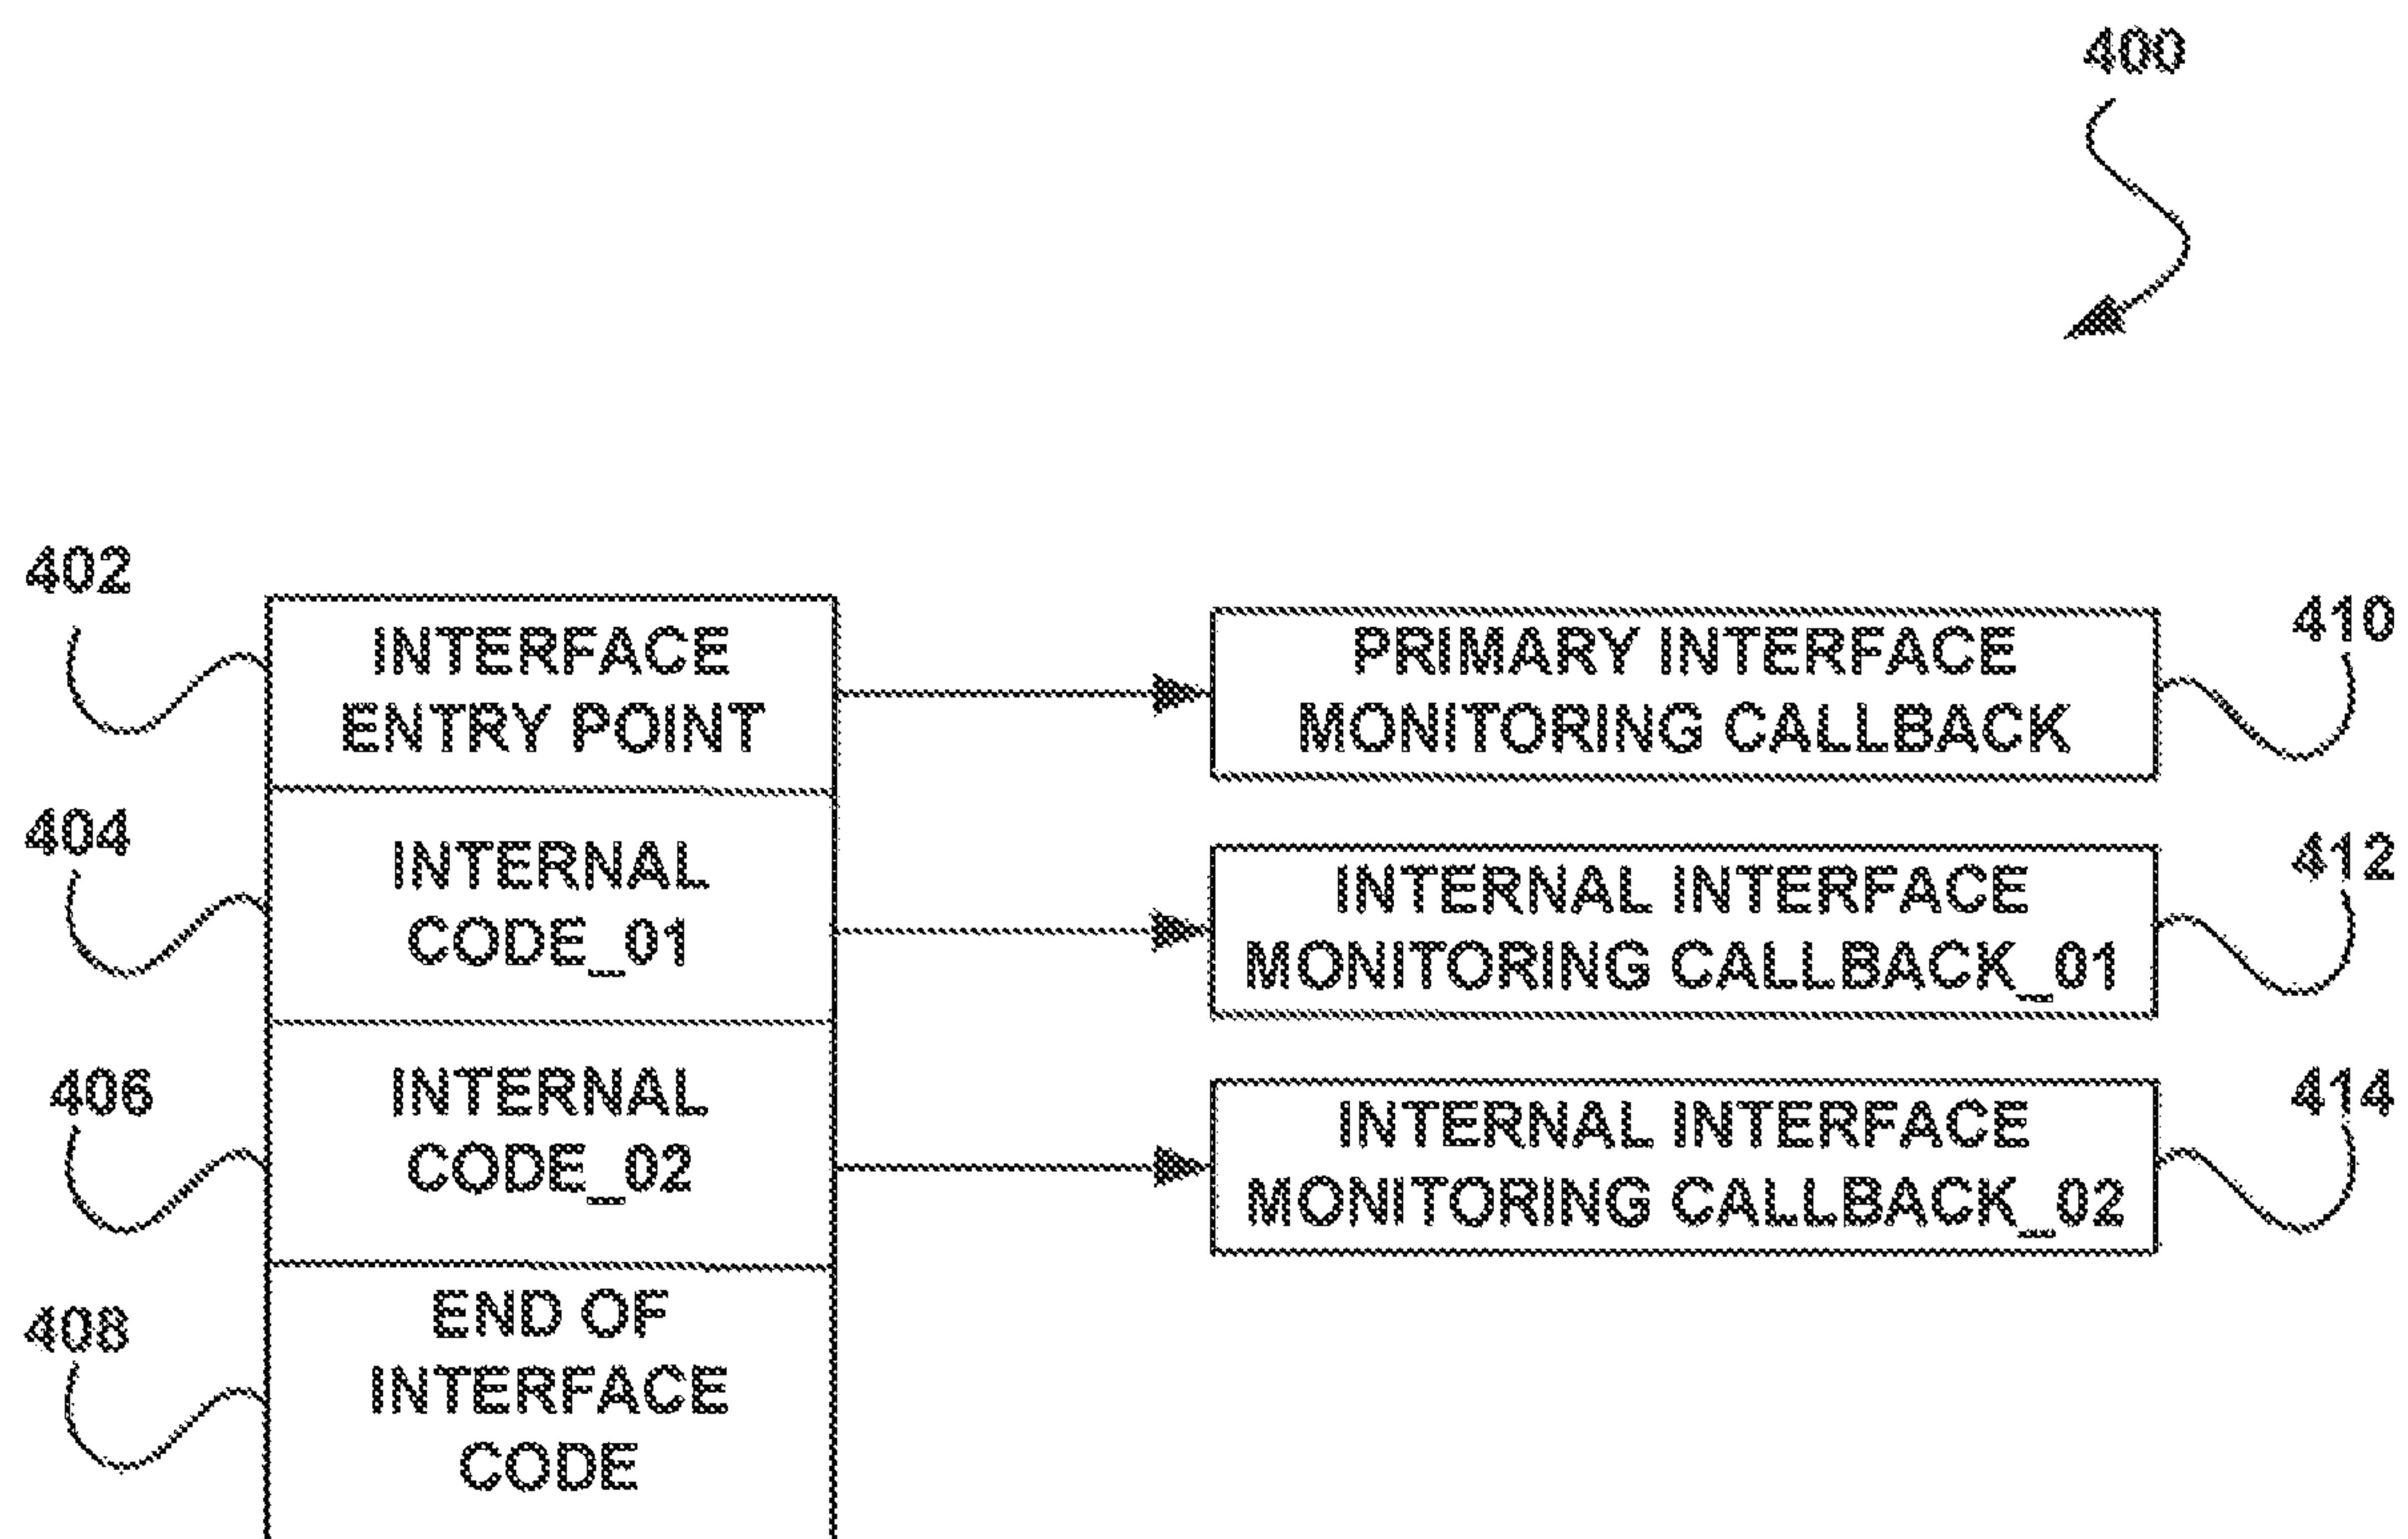 400
402
INTERFACE
ENTRY POINT
PRIMARY INTERFACE
MONITORING CALLBACK
410
404
INTERNAL
CODE_01
INTERNAL INTERFACE
MONITORING CALLBACK_01
412
406
INTERNAL
CODE_02
INTERNAL INTERFACE
MONITORING CALLBACK_02
414
408
END OF
INTERFACE
CODE